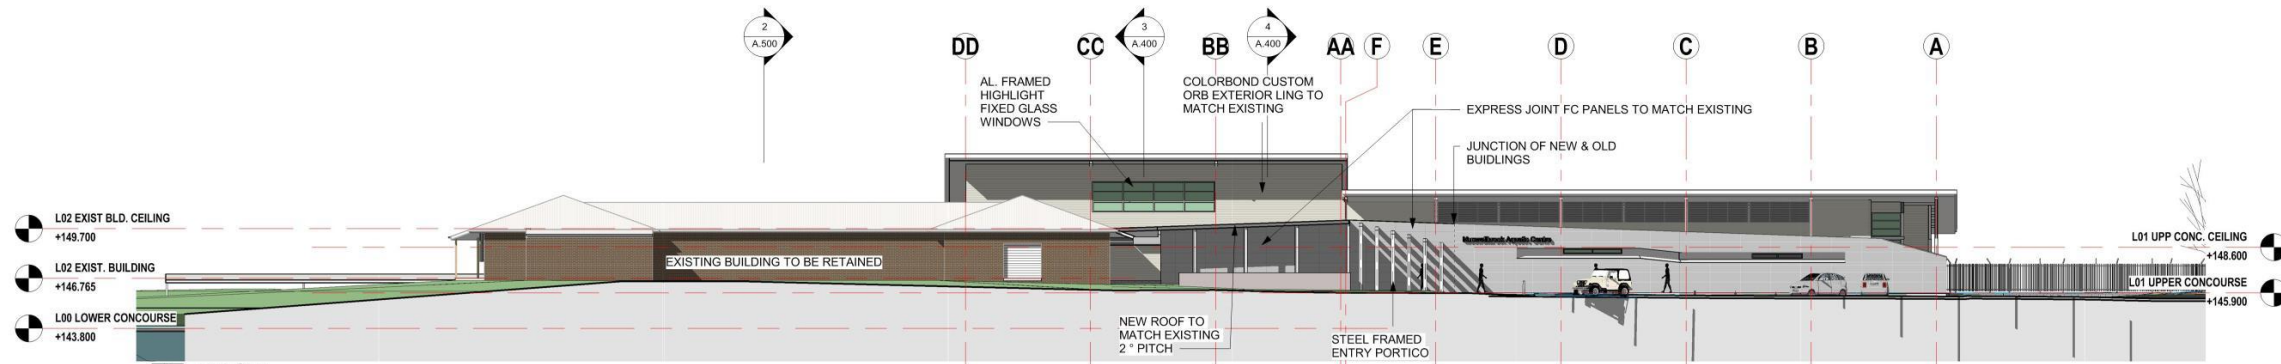 2
A.500
DD
CC
3
A.400
BB
4
A.400
AA
F
E
D
C
B
A
AL. FRAMED
HIGHLIGHT
FIXED GLASS
WINDOWS
COLORBOND CUSTOM
ORB EXTERIOR LING TO
MATCH EXISTING
EXPRESS JOINT FC PANELS TO MATCH EXISTING
JUNCTION OF NEW & OLD
BUIDLINGS
L02 EXIST BLD. CEILING
+149.700
L02 EXIST. BUILDING
+146.765
L00 LOWER CONCOURSE
+143.800
EXISTING BUILDING TO BE RETAINED
Murwillumbah Aquatic Centre
NEW ROOF TO
MATCH EXISTING
2 ° PITCH
STEEL FRAMED
ENTRY PORTICO
L01 UPP CONC. CEILING
+148.600
L01 UPPER CONCOURSE
+145.900